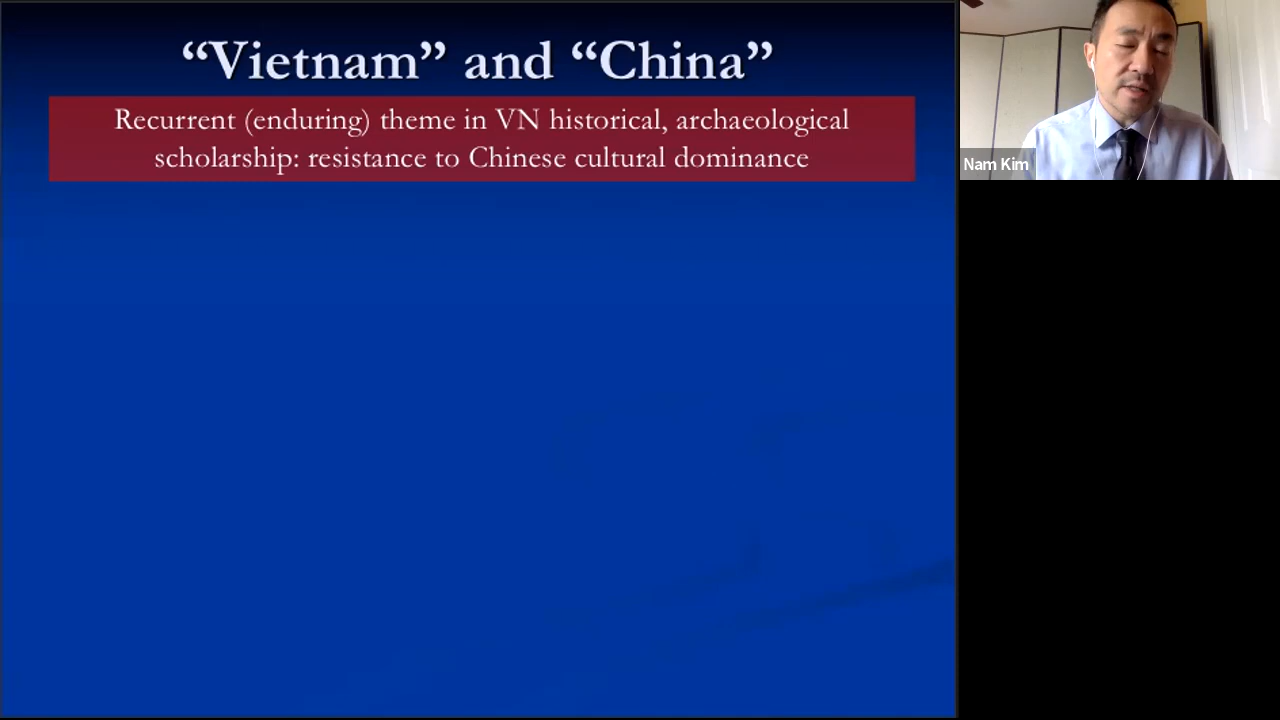 “Vietnam” and “China”
Recurrent (enduring) theme in VN historical, archaeological
scholarship: resistance to Chinese cultural dominance
Nam Kim